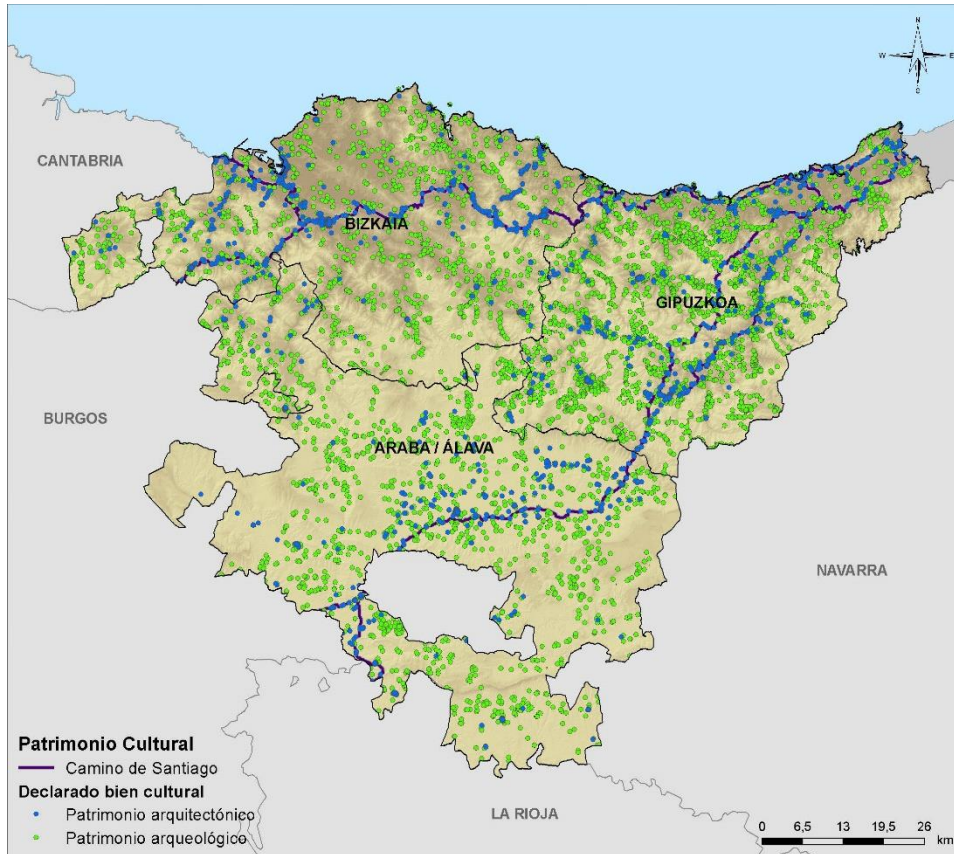 N
W E
S
CANTABRIA
BIZKAIA
GIPUZKOA
BURGOS
ARABA / ÁLAVA
NAVARRA
Patrimonio Cultural
Camino de Santiago
Declarado bien cultural
Patrimonio arquitectónico
Patrimonio arqueológico
LA RIOJA
0 6,5 13 19,5 26
km